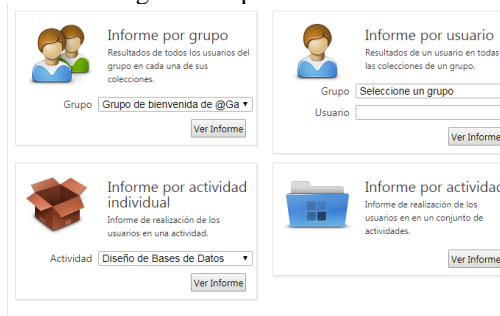 Informe por grupo
Resultados de todos los usuarios del
grupo en cada una de sus
colecciones.
Grupo Grupo de bienvenida de @Ga
Ver Informe
Informe por usuario
Resultados de un usuario en todas
las colecciones de un grupo.
Grupo Seleccione un grupo
Usuario
Ver Informe
Informe por actividad
individual
Informe de realización de los
usuarios en una actividad.
Actividad Diseño de Bases de Datos
Ver Informe
Informe por actividad
Informe de realización de los
usuarios en en un conjunto de
actividades.
Ver Informe